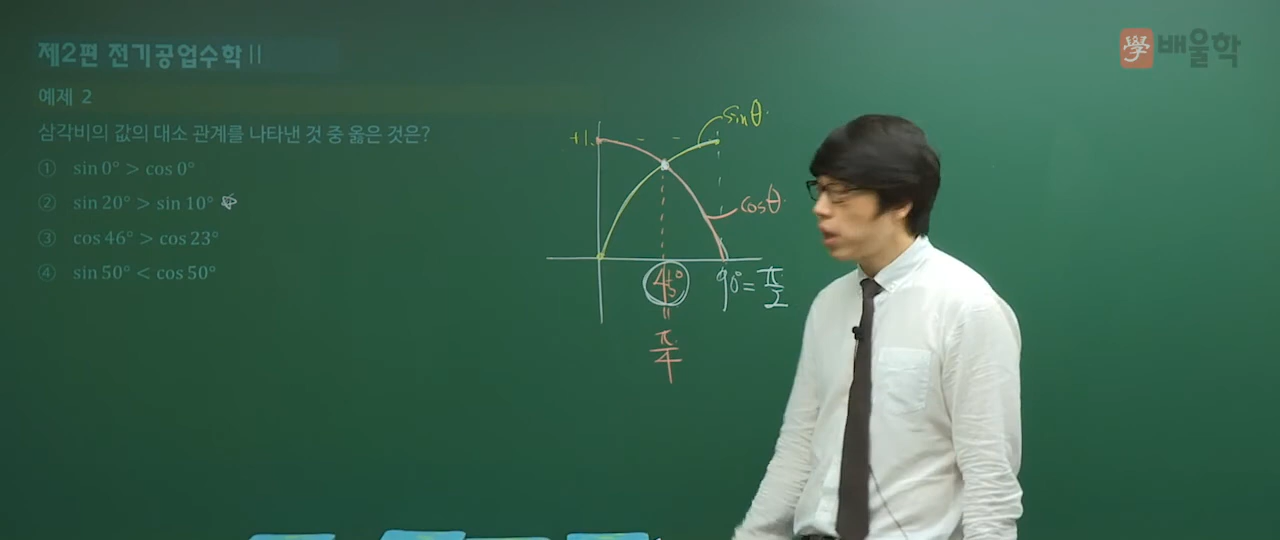 제2편 전기공업수학 II
學 배울학
예제 2
삼각비의 값의 대소 관계를 나타낸 것 중 옳은 것은?
① sin 0° > cos 0°
② sin 20° > sin 10°
③ cos 46° > cos 23°
④ sin 50° < cos 50°
+1
sinθ
cosθ
45°
90° = π/2
=
π/4